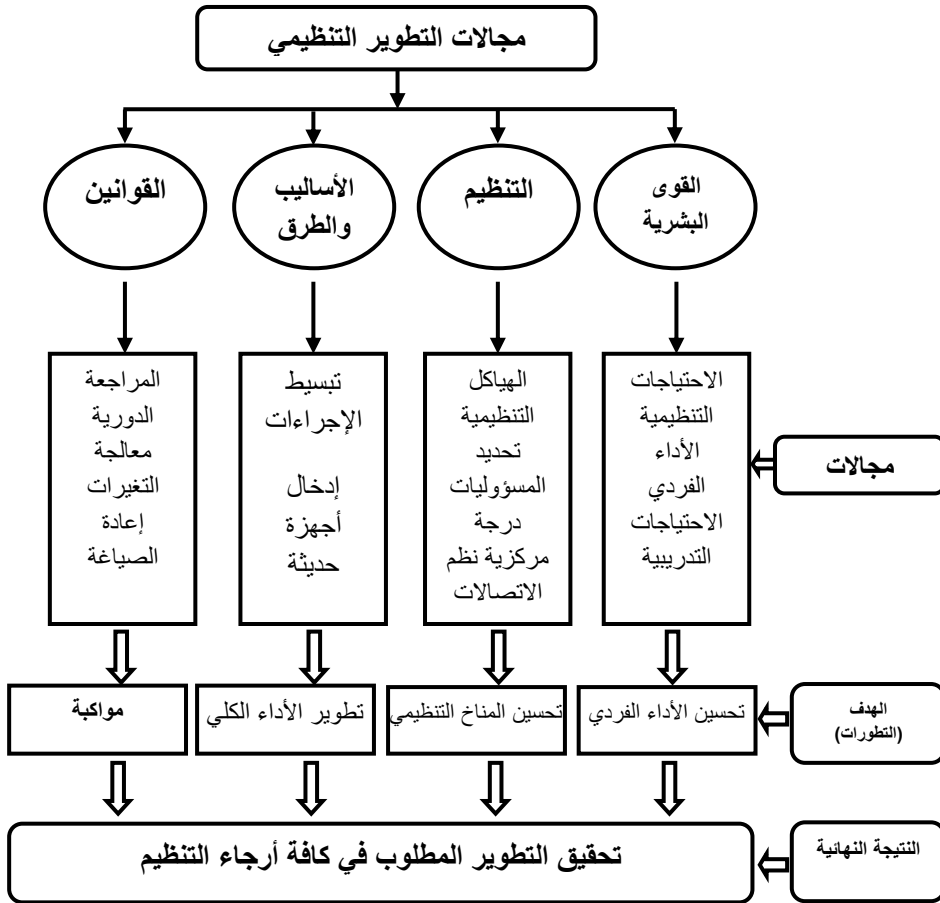 مجالات التطوير التنظيمي
القوى
البشرية
التنظيم
الأساليب
والطرق
القوانين
الاحتياجات
التنظيمية
الأداء
الفردي
الاحتياجات
التدريبية
الهياكل
التنظيمية
تحديد
المسؤوليات
درجة
مركزية نظم
الاتصالات
تبسيط
الإجراءات
إدخال
أجهزة
حديثة
المراجعة
الدورية
معالجة
التغيرات
إعادة
الصياغة
مجالات
الهدف
(التطورات)
تحسين الأداء الفردي
تحسين المناخ التنظيمي
تطوير الأداء الكلي
مواكبة
النتيجة النهائية
تحقيق التطوير المطلوب في كافة أرجاء التنظيم